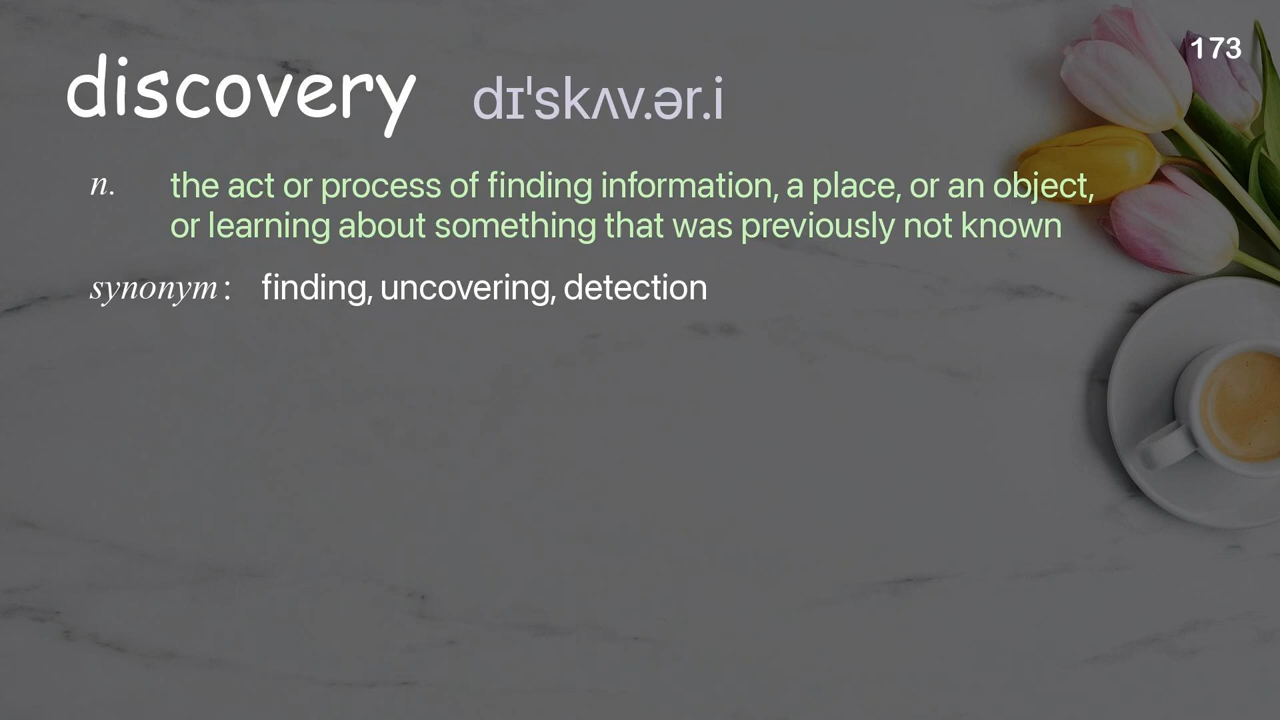 173
discovery dɪˈskʌv.ər.i
n. the act or process of finding information, a place, or an object,
or learning about something that was previously not known
synonym: finding, uncovering, detection